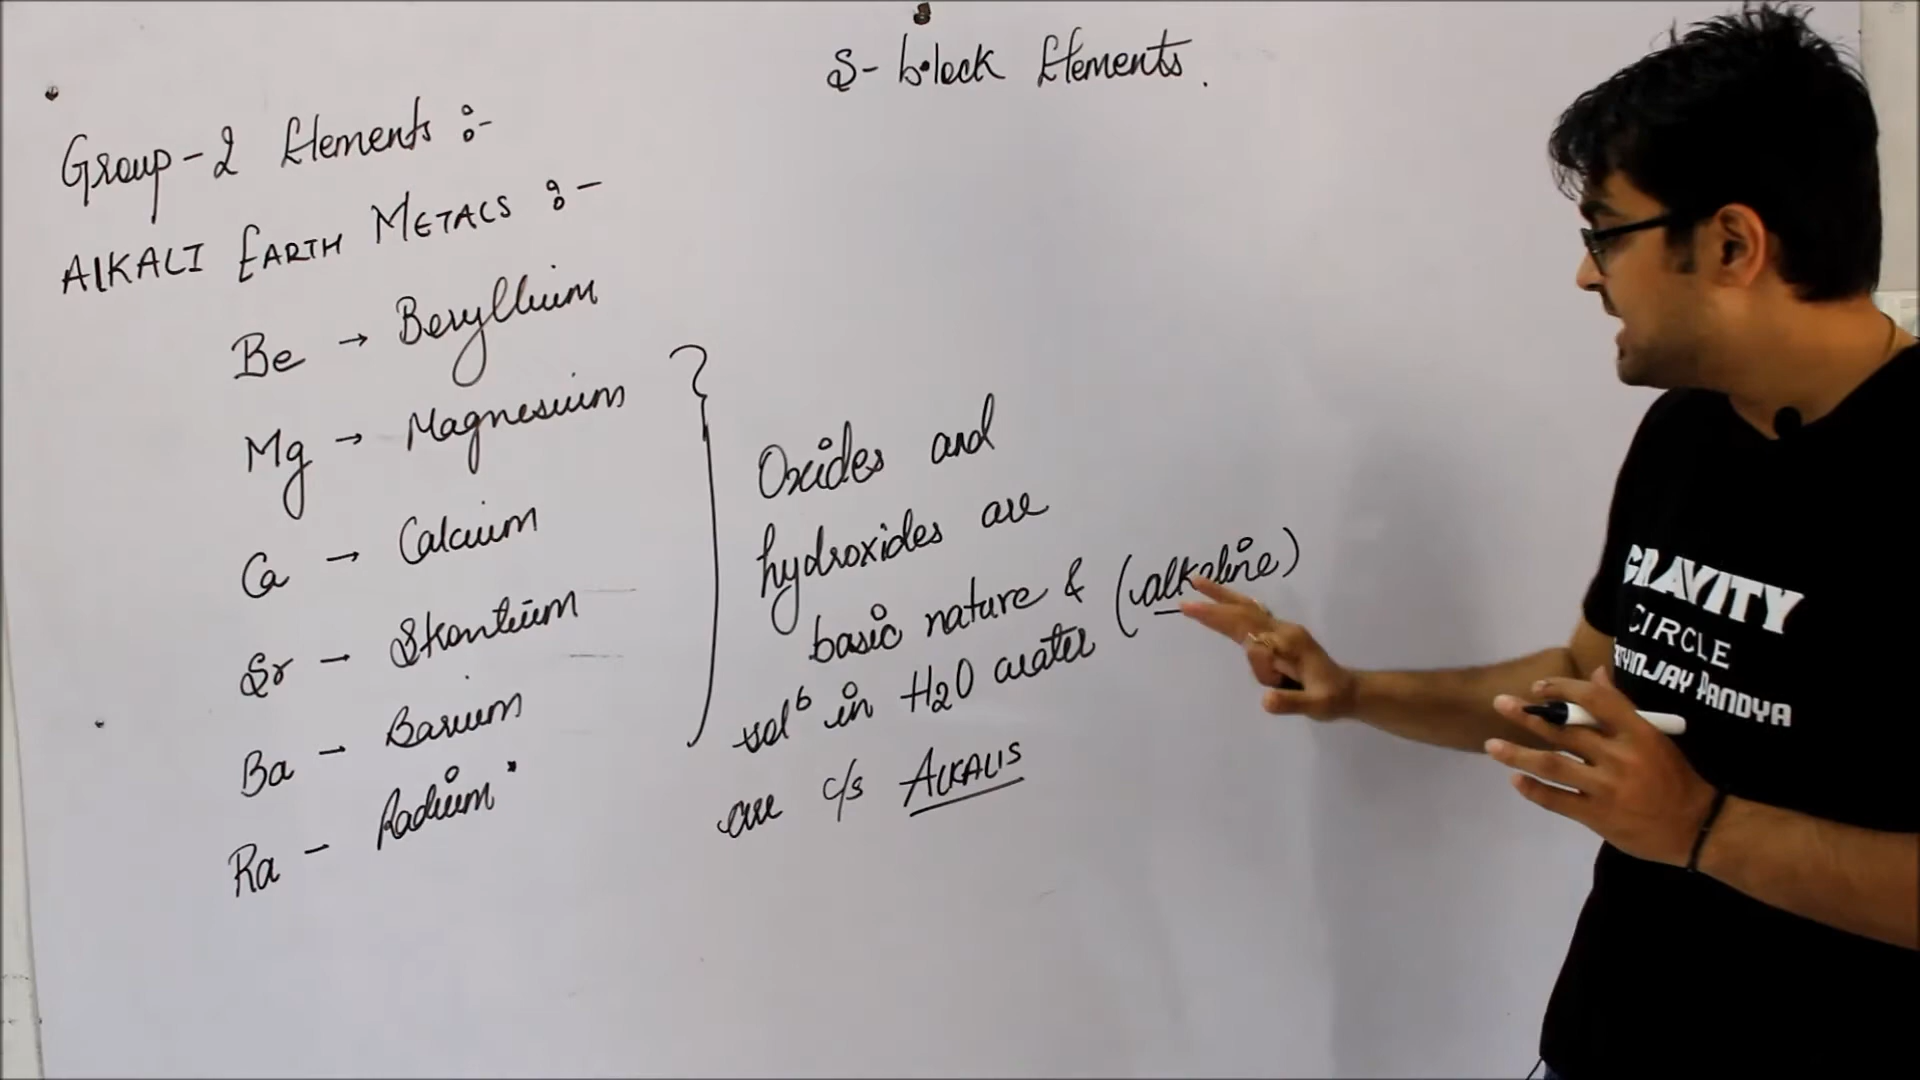 S-block Elements.
Group-2 Elements :-
ALKALI EARTH METALS :-
Be → Beryllium
Mg → Magnesium
Ca → Calcium
Sr - Strontium
Ba - Barium
Ra - Radium
Oxides and
hydroxides are
basic nature & (alkaline)
sol^b in H2O water
are c/s ALKALIS
GRAVITY
CIRCLE
PANDYA